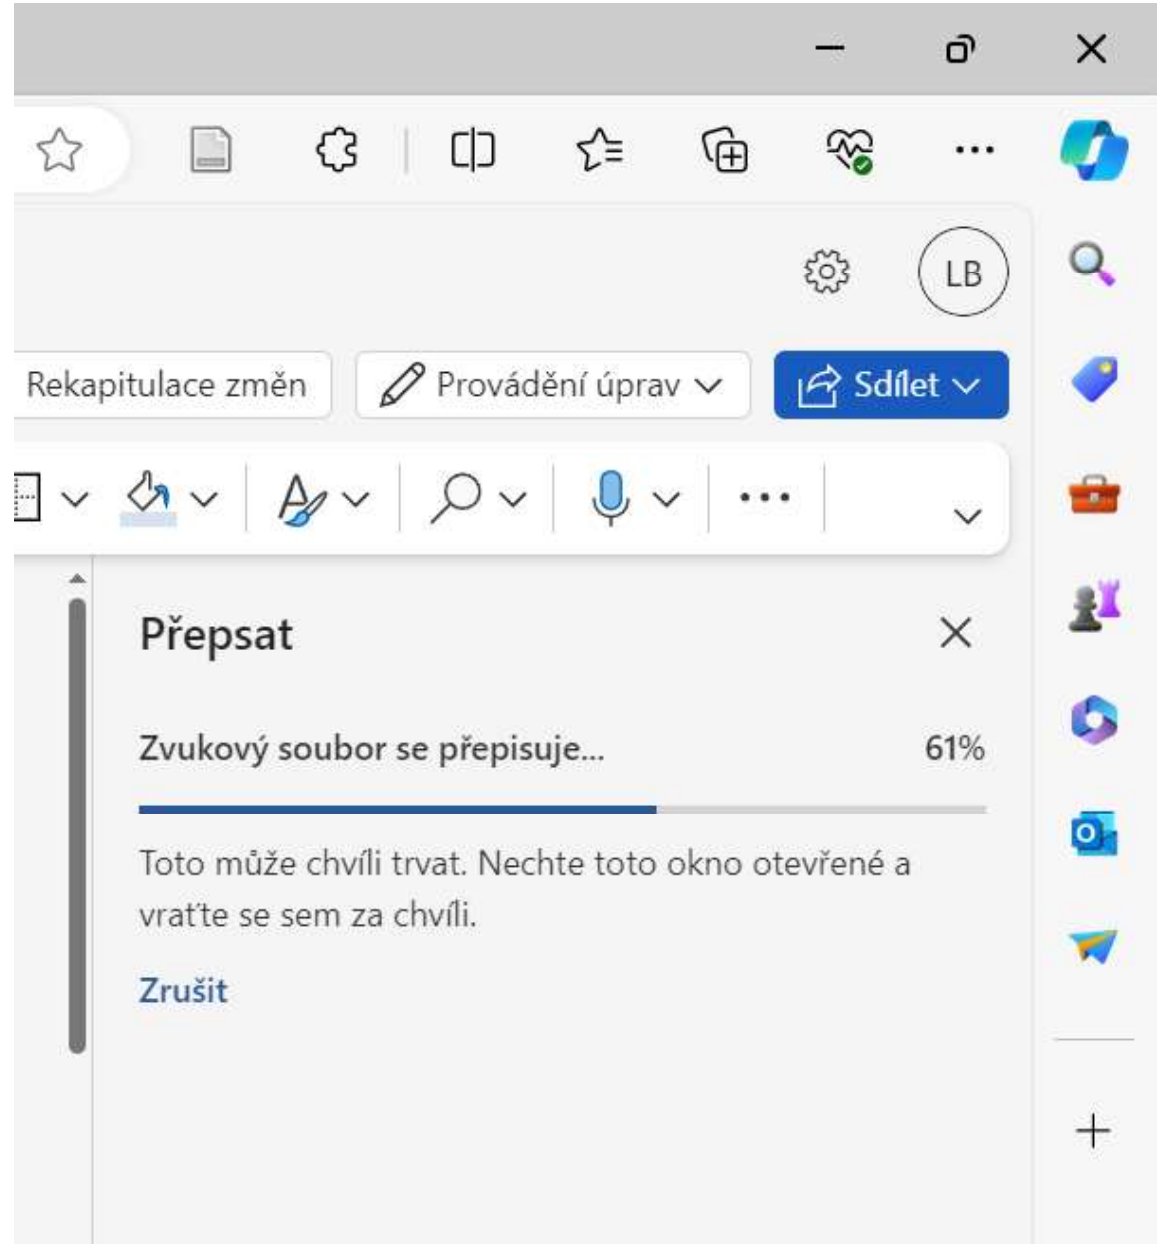 LB
Rekapitulace změn
Provádění úprav
Sdílet
Přepsat
Zvukový soubor se přepisuje... 61%
Toto může chvíli trvat. Nechte toto okno otevřené a
vraťte se sem za chvíli.
Zrušit